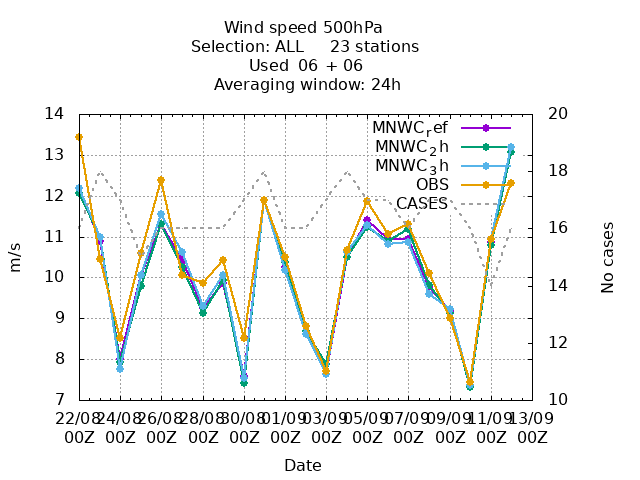 Wind speed 500hPa
Selection: ALL 23 stations
Used 06 + 06
Averaging window: 24h
14 20
MNWCref
MNWC2h
MNWC3h
OBS
CASES
13
12
11
10
9
8
7
18
16
14
12
10
m/s
No cases
22/08 24/08 26/08 28/08 30/08 01/09 03/09 05/09 07/09 09/09 11/09 13/09
00Z 00Z 00Z 00Z 00Z 00Z 00Z 00Z 00Z 00Z 00Z 00Z
Date